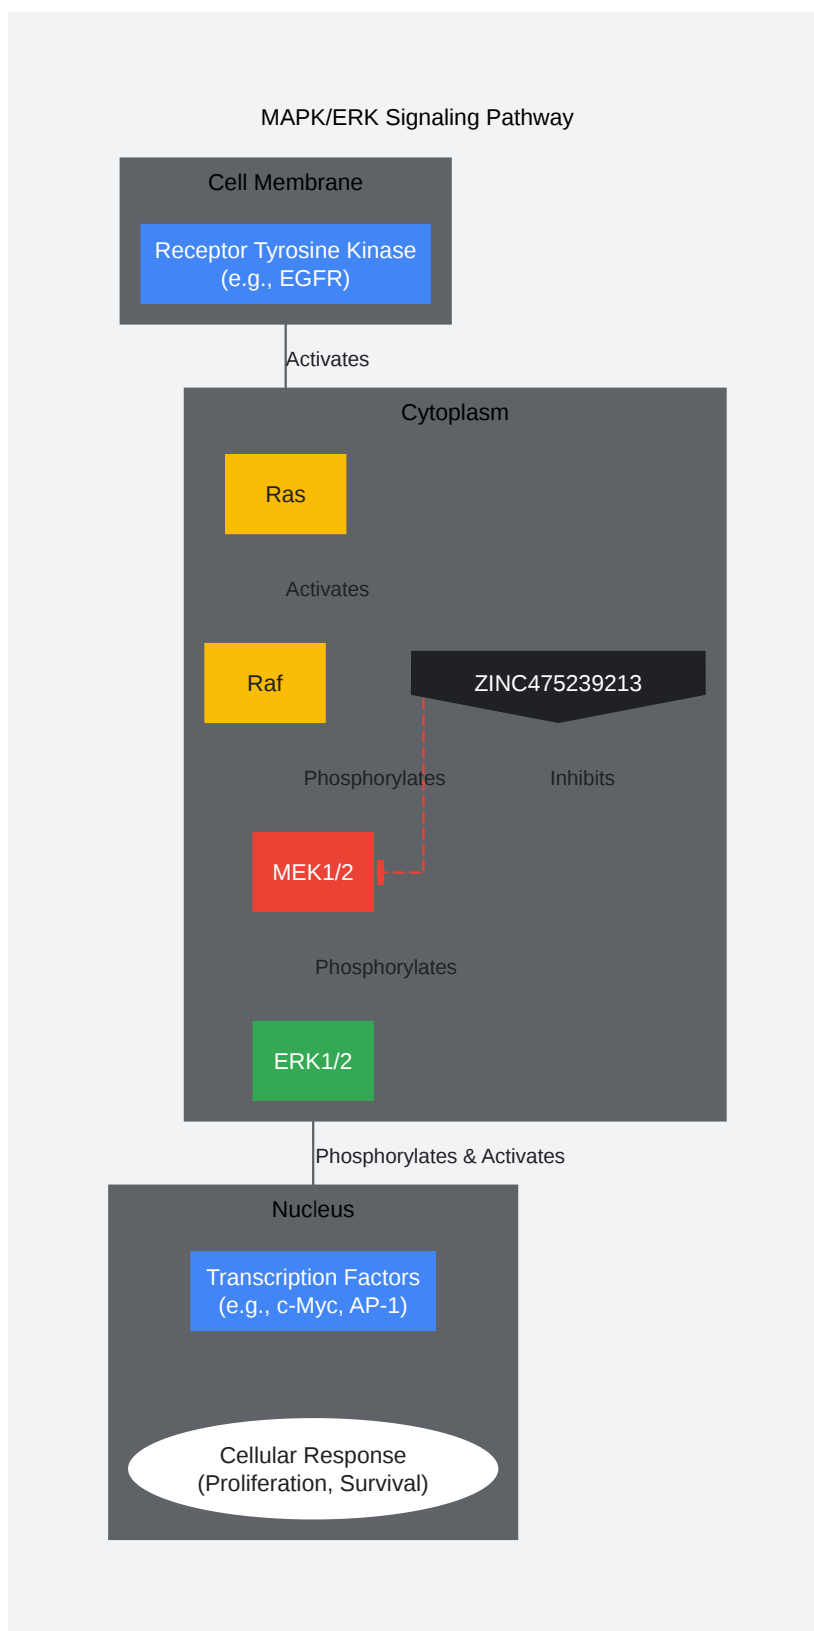 MAPK/ERK Signaling Pathway
Cell Membrane
Receptor Tyrosine Kinase
(e.g., EGFR)
Activates
Cytoplasm
Ras
Activates
Raf
ZINC475239213
Phosphorylates
Inhibits
MEK1/2
Phosphorylates
ERK1/2
Phosphorylates & Activates
Nucleus
Transcription Factors
(e.g., c-Myc, AP-1)
Cellular Response
(Proliferation, Survival)